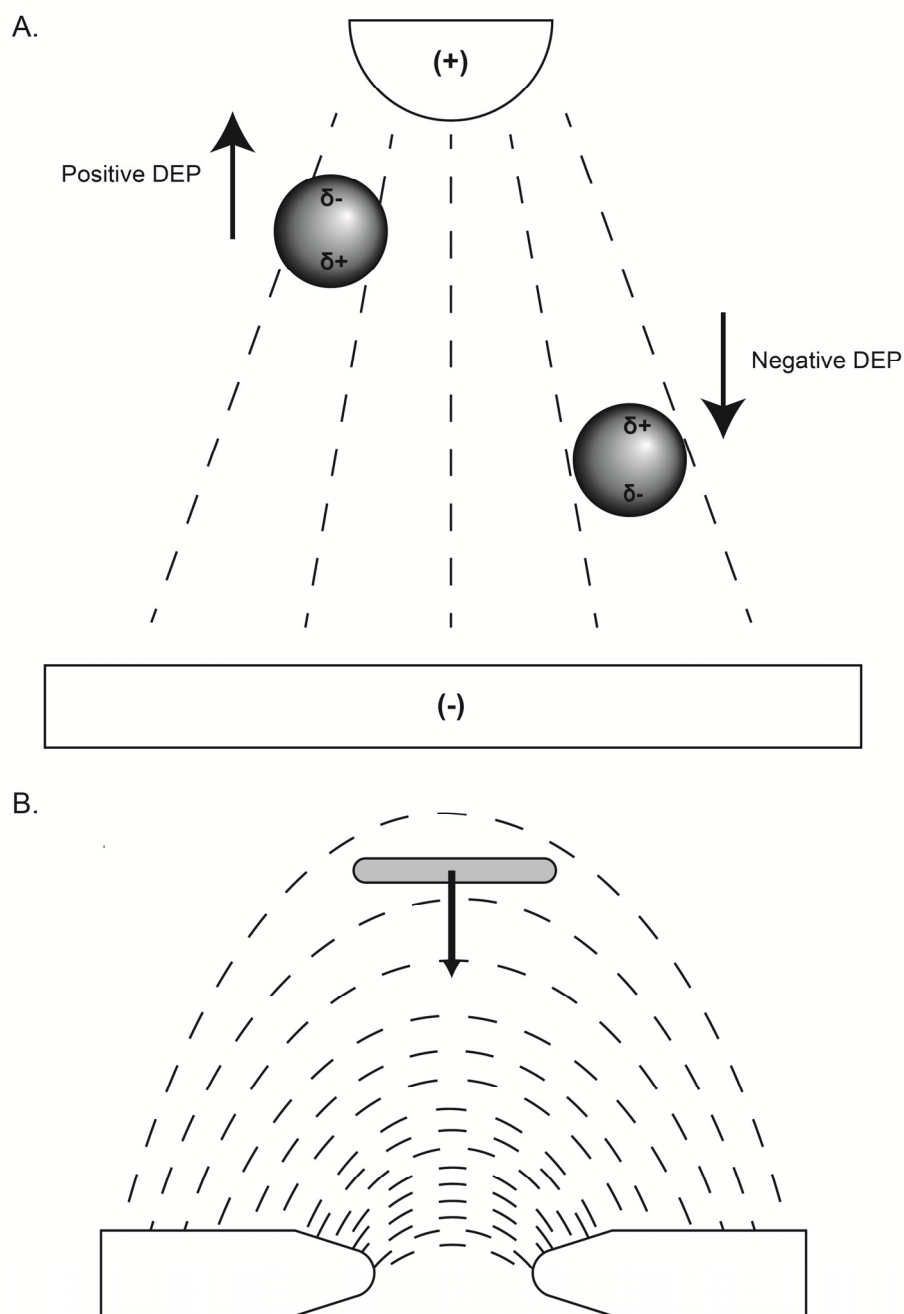 A.
(+)
Positive DEP
δ-
δ+
Negative DEP
δ+
δ-
(-)
B.